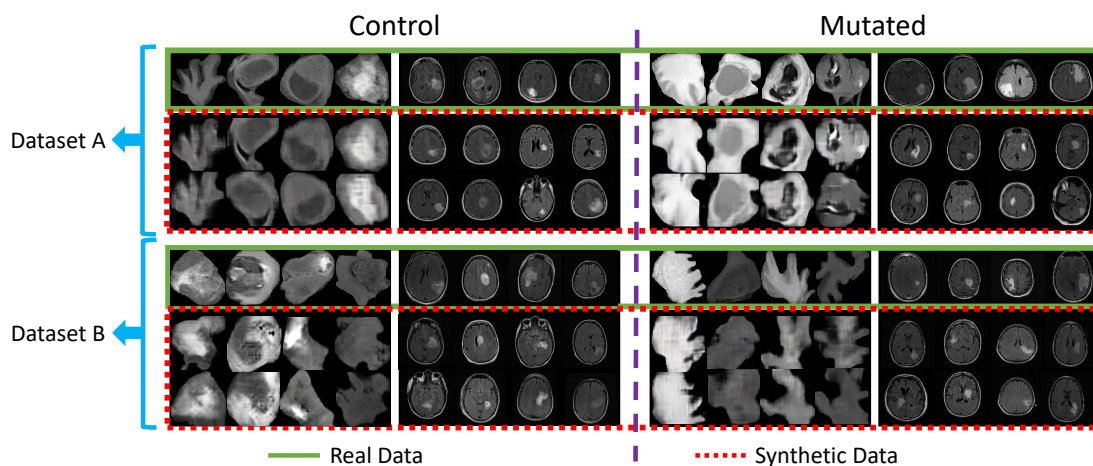 Control
Mutated
Dataset A
Dataset B
Real Data
Synthetic Data